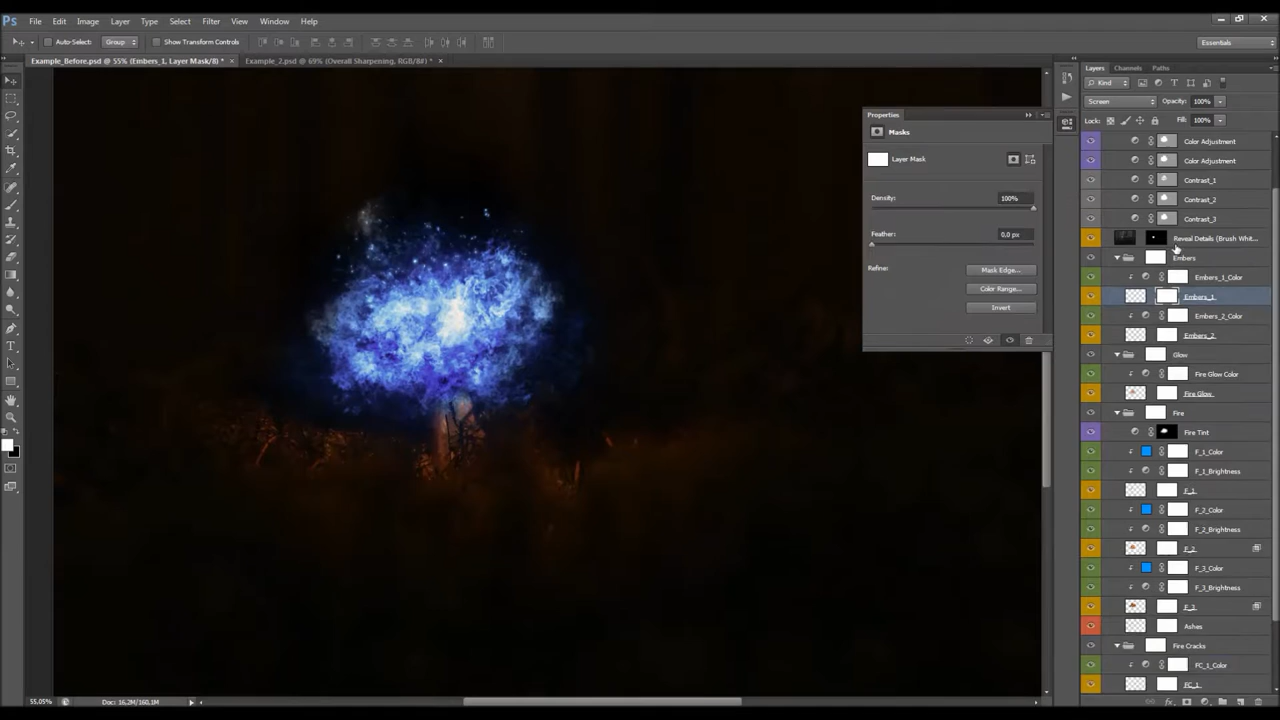 Ps File Edit Image Layer Type Select Filter View Window Help
Auto-Select: Group Show Transform Controls Essentials
Example_Before.psd @ 55% (Embers_1, Layer Mask/8) * × Example_2.psd @ 69% (Overall Sharpening, RGB/8#) * ×
Layers Channels Paths
Kind
Screen Opacity: 100%
Lock: Fill: 100%
Properties
Masks
Layer Mask
Density: 100%
Feather: 0,0 px
Refine: Mask Edge...
Color Range...
Invert
Color Adjustment
Color Adjustment
Contrast_1
Contrast_2
Contrast_3
Reveal Details (Brush Whit...
Embers
Embers_1_Color
Embers_1
Embers_2_Color
Embers_2
Glow
Fire Glow Color
Fire Glow
Fire
Fire Tint
F_1_Color
F_1_Brightness
F_1
F_2_Color
F_2_Brightness
F_2
F_3_Color
F_3_Brightness
F_3
Ashes
Fire Cracks
FC_1_Color
FC_1
55,05% Doc: 16,2M/160,1M